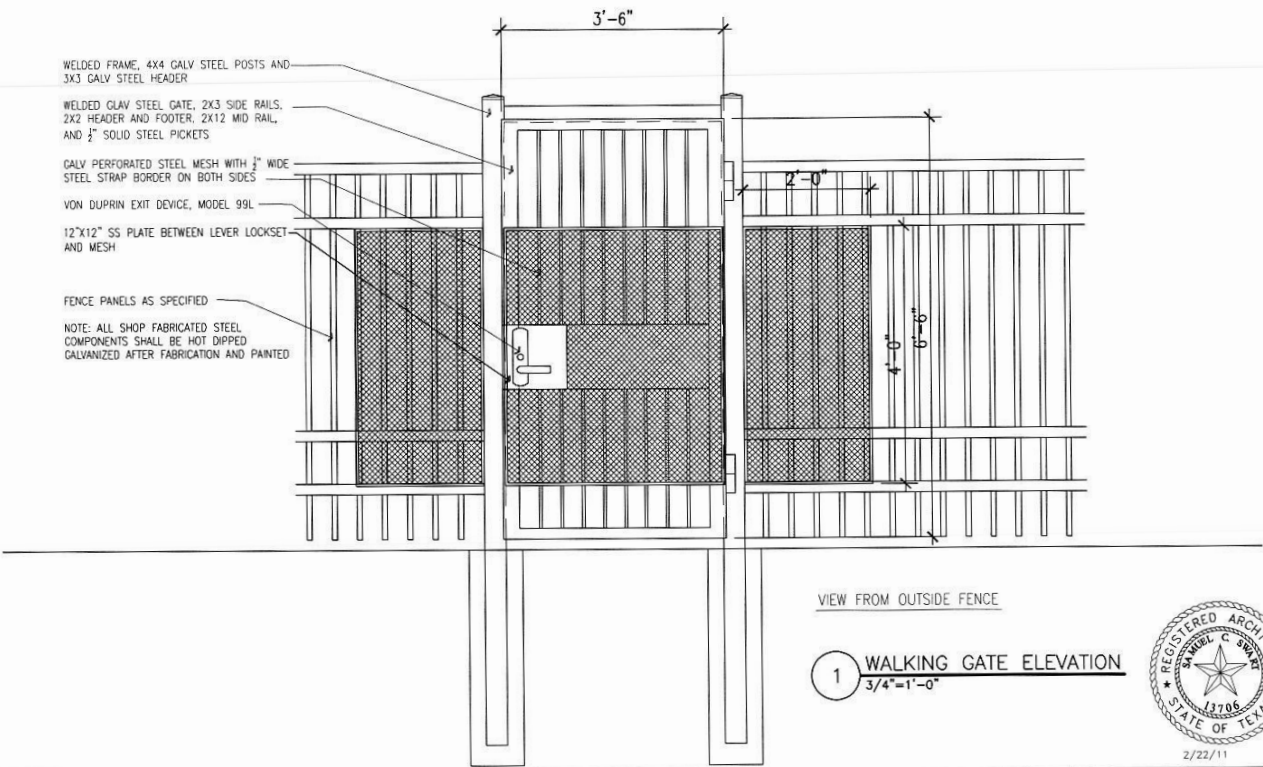 3'-6"
WELDED FRAME, 4X4 GALV STEEL POSTS AND
3X3 GALV STEEL HEADER
WELDED GLAV STEEL GATE, 2X3 SIDE RAILS,
2X2 HEADER AND FOOTER, 2X12 MID RAIL,
AND ½" SOLID STEEL PICKETS
GALV PERFORATED STEEL MESH WITH ½" WIDE
STEEL STRAP BORDER ON BOTH SIDES
VON DUPRIN EXIT DEVICE, MODEL 99L
12"X12" SS PLATE BETWEEN LEVER LOCKSET
AND MESH
FENCE PANELS AS SPECIFIED
NOTE: ALL SHOP FABRICATED STEEL
COMPONENTS SHALL BE HOT DIPPED
GALVANIZED AFTER FABRICATION AND PAINTED
2'-0"
4'-0"
6'-6"
VIEW FROM OUTSIDE FENCE
1 WALKING GATE ELEVATION
3/4"=1'-0"
REGISTERED ARCHI
SAMUEL C. SWART
13706
STATE OF TEXA
2/22/11